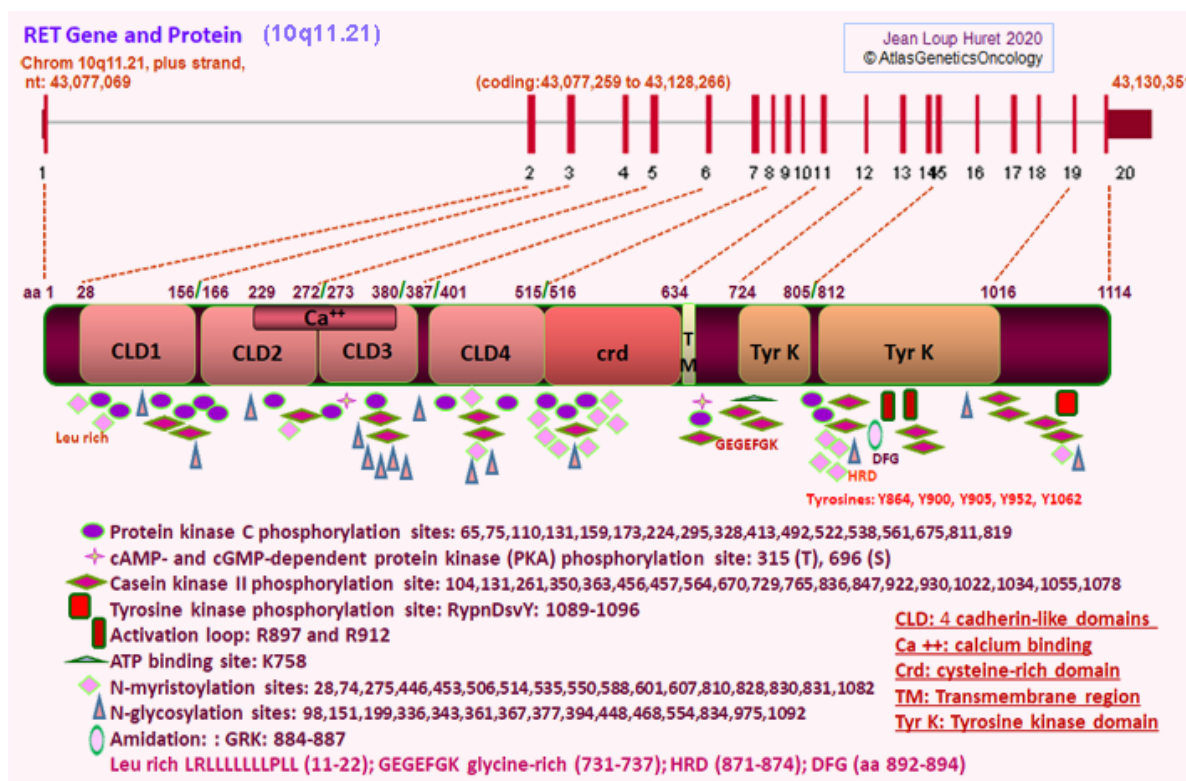 RET Gene and Protein (10q11.21)
Jean Loup Huret 2020
© AtlasGeneticsOncology
Chrom 10q11.21, plus strand,
nt: 43,077,069 (coding:43,077,259 to 43,128,266) 43,130,351
1 2 3 4 5 6 7 8 9 10 11 12 13 14 15 16 17 18 19 20
aa 1 28 156/166 229 272/273 380/387/401 515/516 634 724 805/812 1016 1114
Ca++
CLD1 CLD2 CLD3 CLD4 crd TM Tyr K Tyr K
Leu rich
GEGEFGK
DFG
HRD
Tyrosines: Y864, Y900, Y905, Y952, Y1062
Protein kinase C phosphorylation sites: 65,75,110,131,159,173,224,295,328,413,492,522,538,561,675,811,819
cAMP- and cGMP-dependent protein kinase (PKA) phosphorylation site: 315 (T), 696 (S)
Casein kinase II phosphorylation site: 104,131,261,350,363,456,457,564,670,729,765,836,847,922,930,1022,1034,1055,1078
Tyrosine kinase phosphorylation site: RypnDsvY: 1089-1096
Activation loop: R897 and R912
ATP binding site: K758
N-myristoylation sites: 28,74,275,446,453,506,514,535,550,588,601,607,810,828,830,831,1082
N-glycosylation sites: 98,151,199,336,343,361,367,377,394,448,468,554,834,975,1092
Amidation: : GRK: 884-887
Leu rich LRLLLLLLLPLL (11-22); GEGEFGK glycine-rich (731-737); HRD (871-874); DFG (aa 892-894)
CLD: 4 cadherin-like domains
Ca ++: calcium binding
Crd: cysteine-rich domain
TM: Transmembrane region
Tyr K: Tyrosine kinase domain